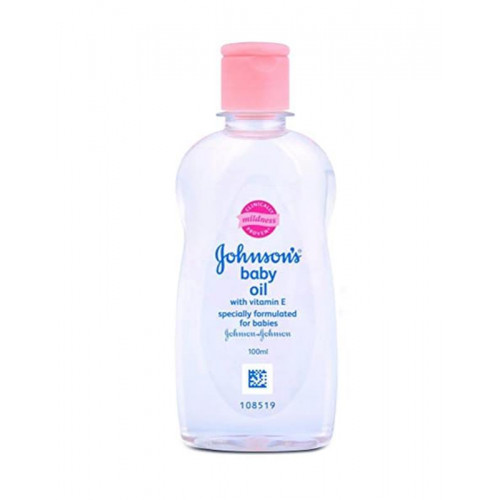 CLINICALLY
mildness
PROVEN
Johnson's®
baby
oil
with vitamin E
specially formulated
for babies
Johnson & Johnson
100ml
108519